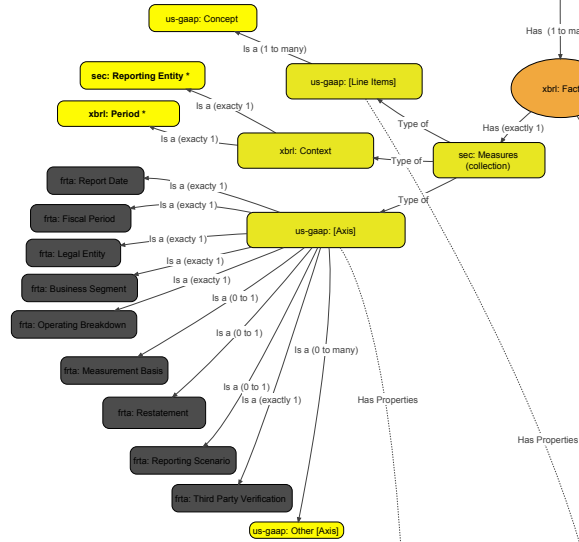 us-gaap: Concept
Has (1 to ma
Is a (1 to many)
sec: Reporting Entity *
us-gaap: [Line Items]
xbrl: Fact
xbrl: Period *
Is a (exacty 1)
Type of
Has (exactly 1)
Is a (exacty 1)
xbrl: Context
Type of
sec: Measures
(collection)
frta: Report Date
Is a (exactly 1)
Type of
frta: Fiscal Period
Is a (exactly 1)
us-gaap: [Axis]
frta: Legal Entity
Is a (exactly 1)
Is a (exactly 1)
frta: Business Segment
Is a (exactly 1)
Is a (0 to 1)
frta: Operating Breakdown
Is a (0 to 1)
Is a (0 to many)
frta: Measurement Basis
Is a (0 to 1)
Is a (exactly 1)
Has Properties
frta: Restatement
Has Properties
frta: Reporting Scenario
frta: Third Party Verification
us-gaap: Other [Axis]